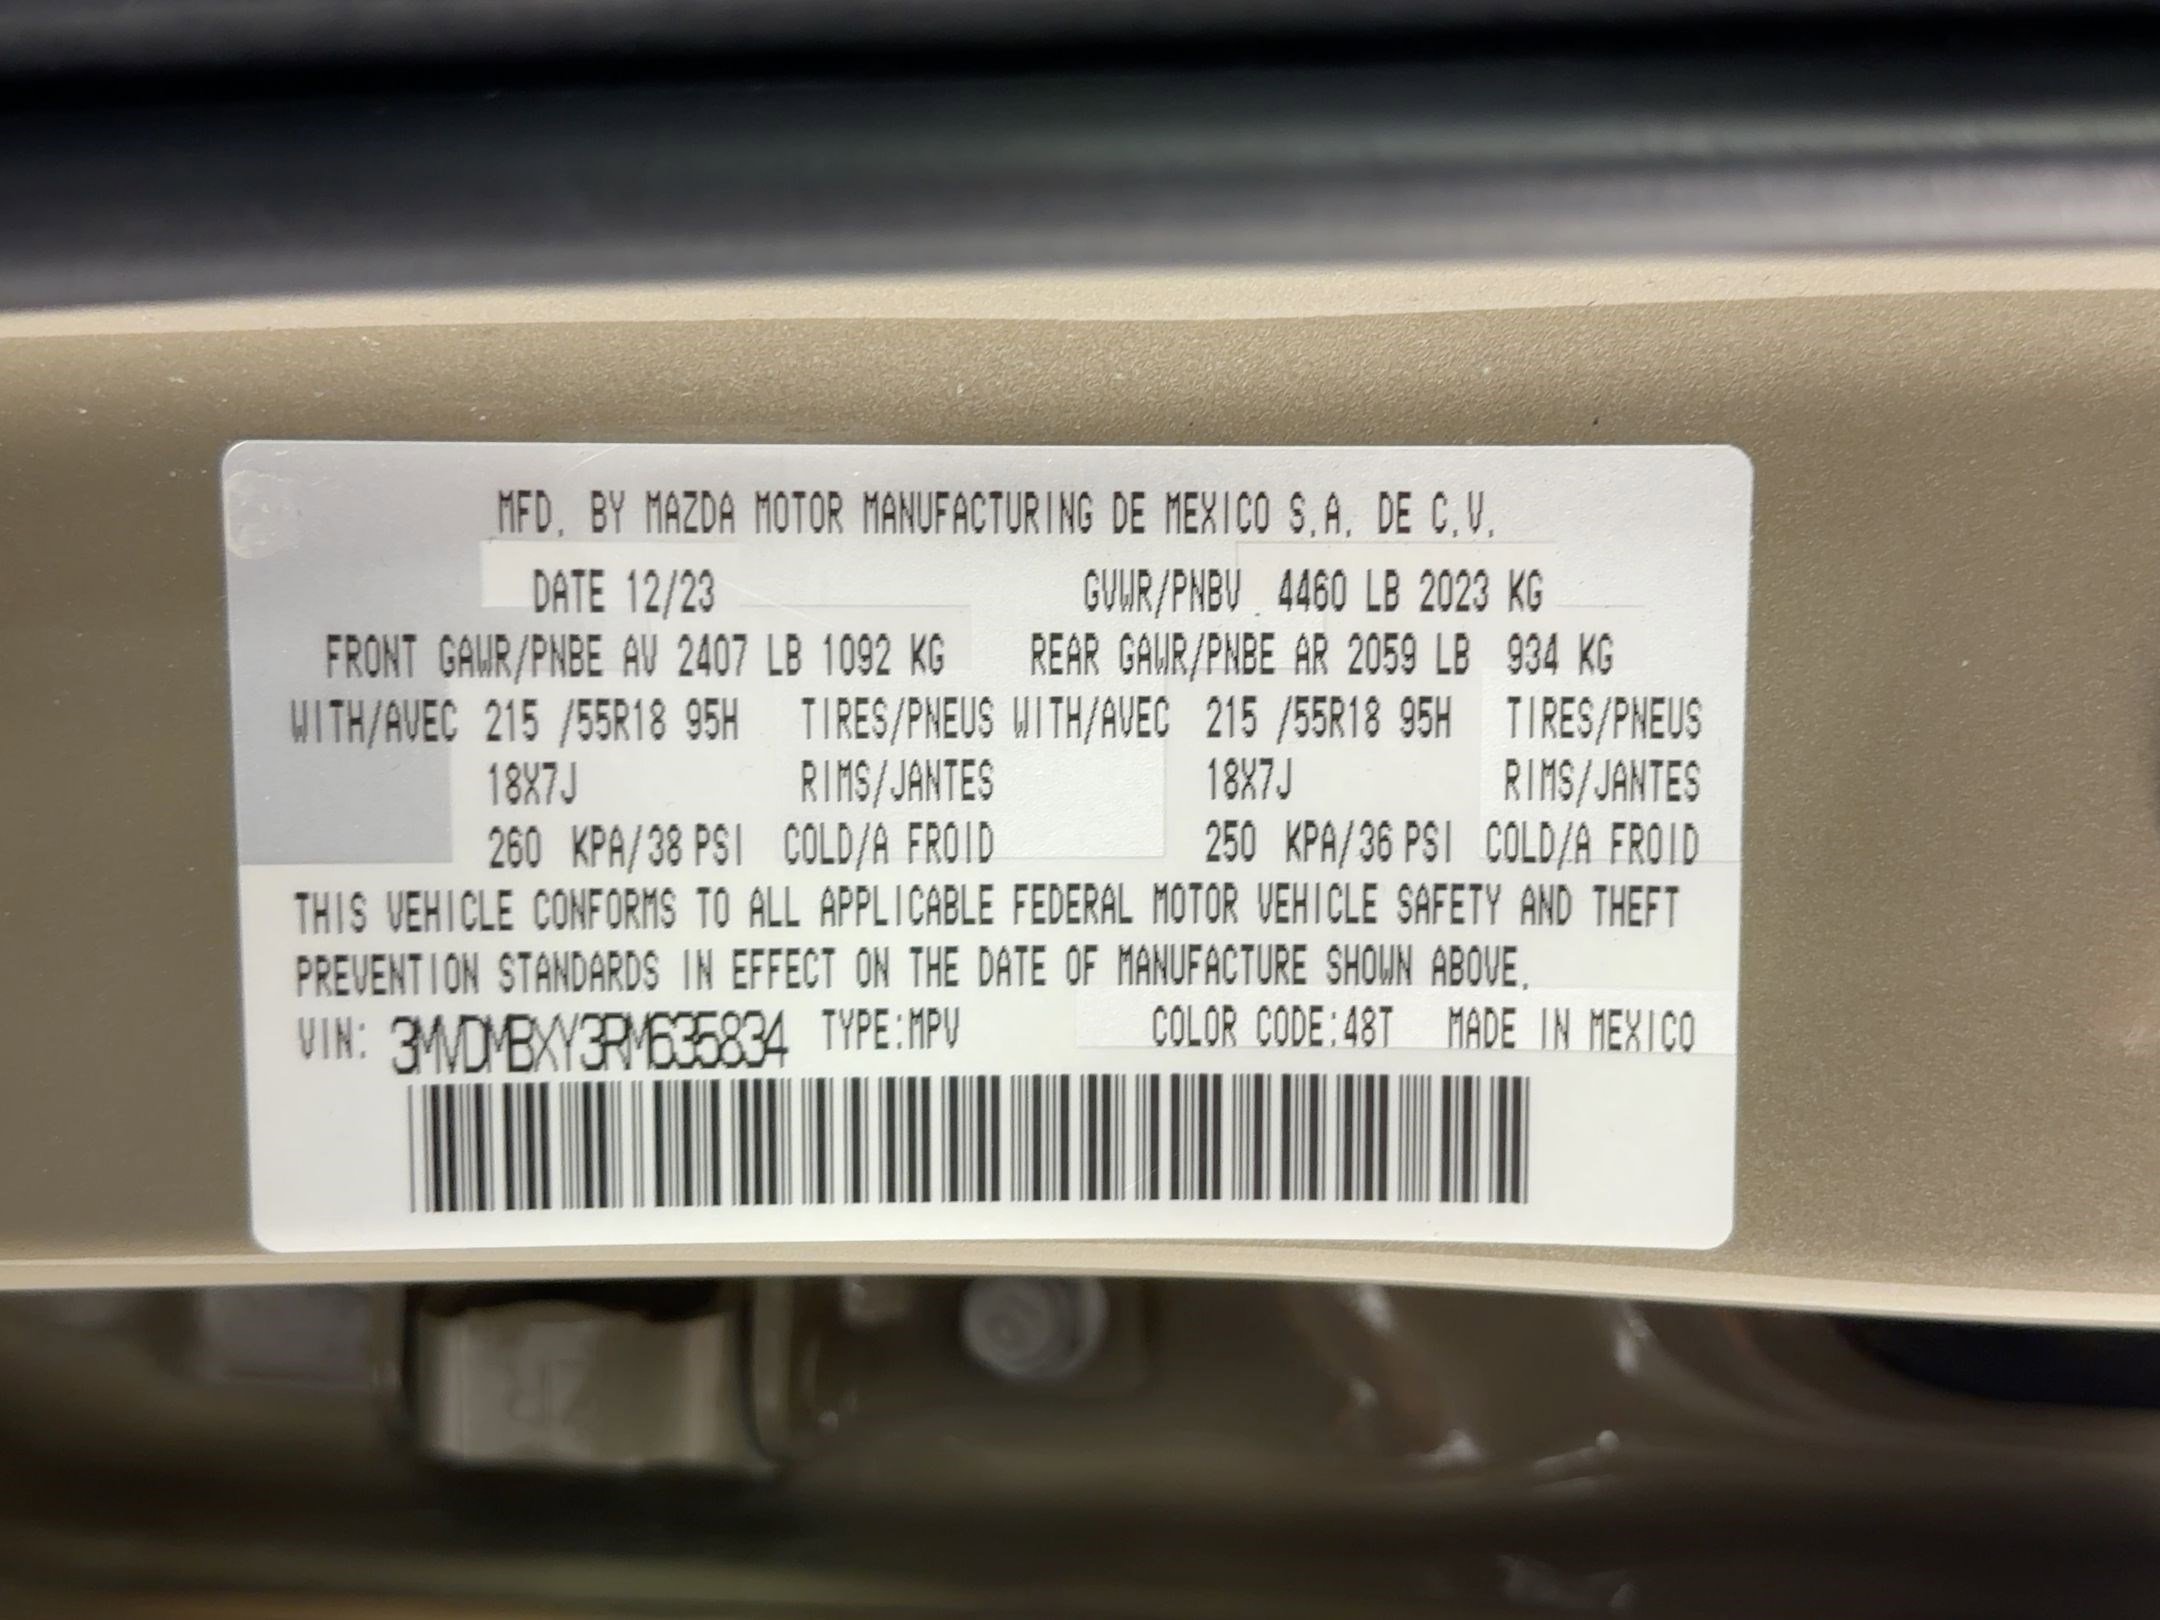 MFD. BY MAZDA MOTOR MANUFACTURING DE MEXICO S.A. DE C.V.
DATE 12/23 GVWR/PNBV 4460 LB 2023 KG
FRONT GAWR/PNBE AV 2407 LB 1092 KG REAR GAWR/PNBE AR 2059 LB 934 KG
WITH/AVEC 215 /55R18 95H TIRES/PNEUS WITH/AVEC 215 /55R18 95H TIRES/PNEUS
18X7J RIMS/JANTES 18X7J RIMS/JANTES
260 KPA/38 PSI COLD/A FROID 250 KPA/36 PSI COLD/A FROID
THIS VEHICLE CONFORMS TO ALL APPLICABLE FEDERAL MOTOR VEHICLE SAFETY AND THEFT
PREVENTION STANDARDS IN EFFECT ON THE DATE OF MANUFACTURE SHOWN ABOVE.
VIN: 3MVDMBXY3RM635834 TYPE:MPV COLOR CODE:48T MADE IN MEXICO